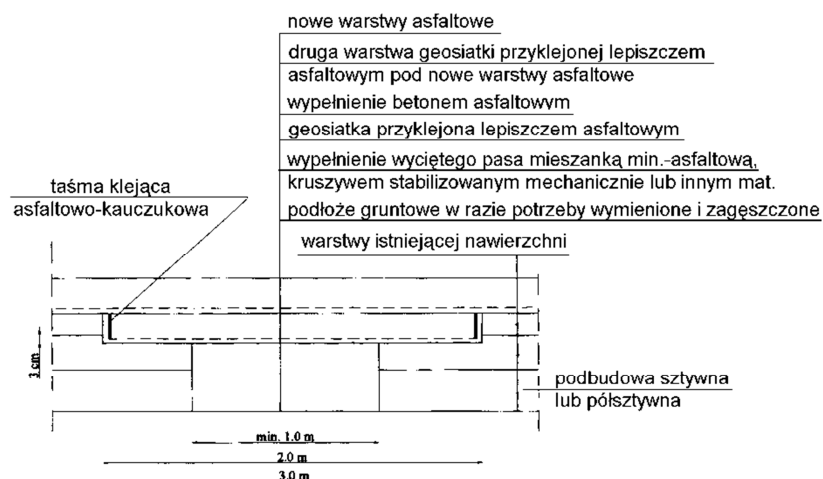 nowe warstwy asfaltowe
druga warstwa geosiatki przyklejonej lepiszczem
asfaltowym pod nowe warstwy asfaltowe
wypełnienie betonem asfaltowym
geosiatka przyklejona lepiszczem asfaltowym
wypełnienie wyciętego pasa mieszanką min.-asfaltową,
kruszywem stabilizowanym mechanicznie lub innym mat.
podłoże gruntowe w razie potrzeby wymienione i zagęszczone
warstwy istniejącej nawierzchni
taśma klejąca
asfaltowo-kauczukowa
3 cm
podbudowa sztywna
lub półsztywna
min. 1.0 m
2.0 m
3.0 m